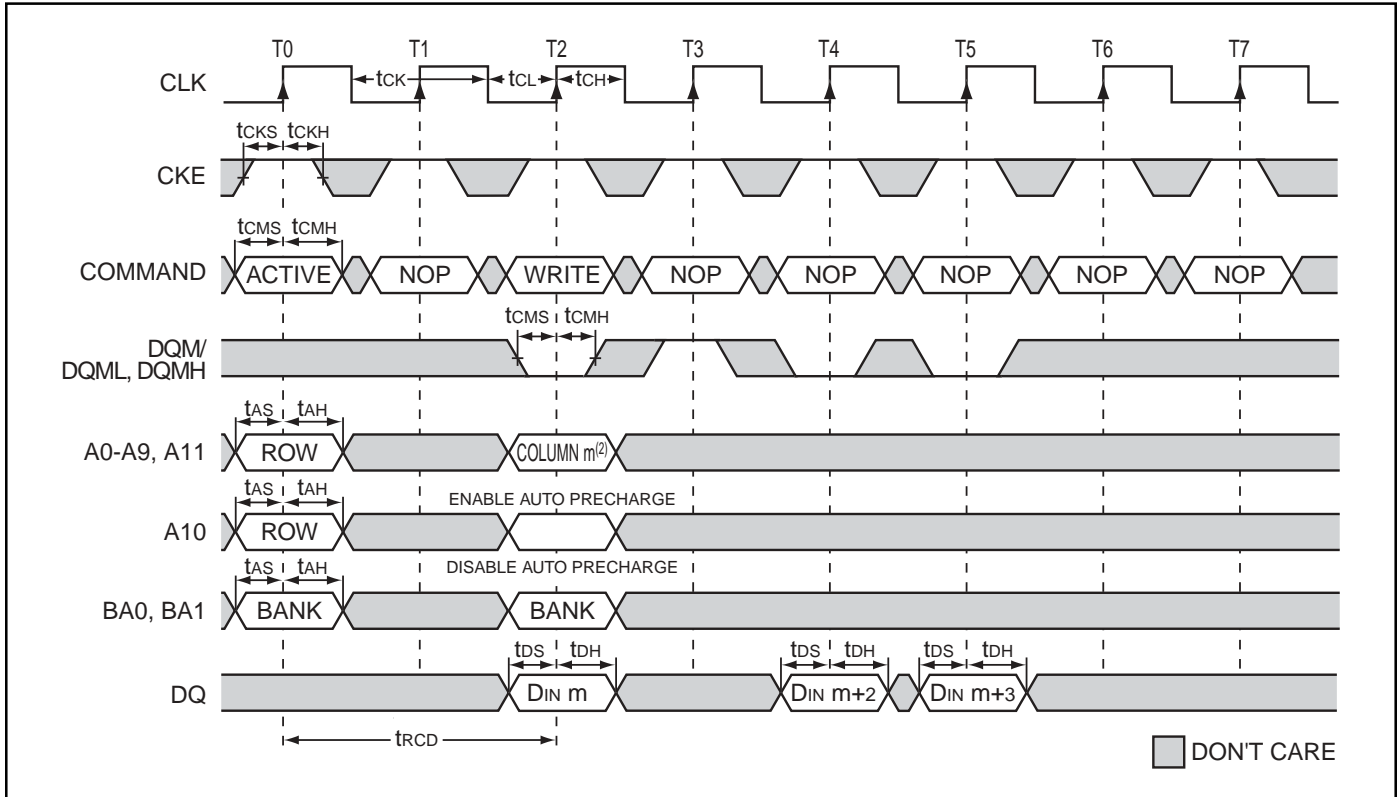 T0 T1 T2 T3 T4 T5 T6 T7
CLK
tCK tCL tCH
tCKS tCKH
CKE
tCMS tCMH
COMMAND ACTIVE NOP WRITE NOP NOP NOP NOP NOP
tCMS tCMH
DQM/
DQML, DQMH
tAS tAH
A0-A9, A11 ROW COLUMN m(2)
tAS tAH ENABLE AUTO PRECHARGE
A10 ROW
tAS tAH DISABLE AUTO PRECHARGE
BA0, BA1 BANK BANK
tDS tDH tDS tDH tDS tDH
DQ DIN m DIN m+2 DIN m+3
tRCD
DON'T CARE